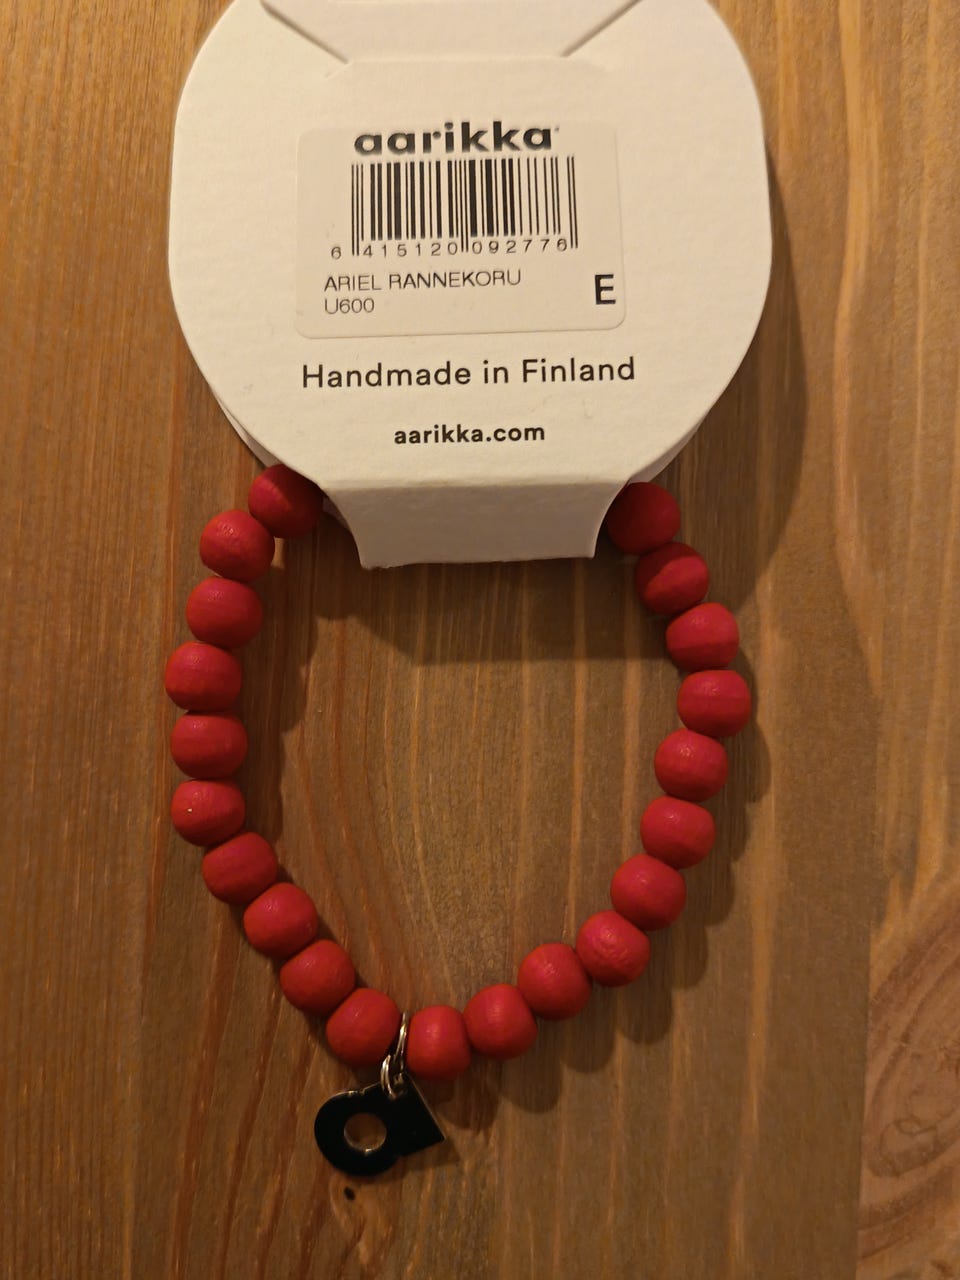 aarikka
6 415120 092776
ARIEL RANNEKORU
U600
E
Handmade in Finland
aarikka.com